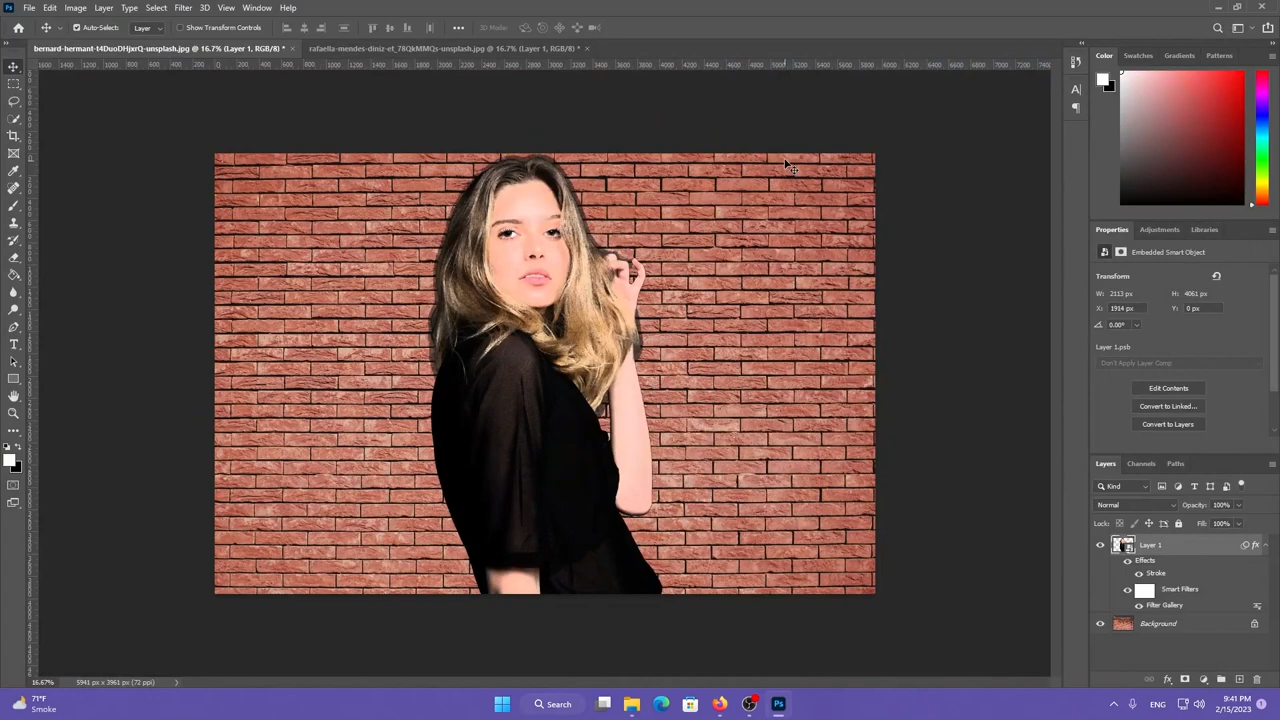 Ps File Edit Image Layer Type Select Filter 3D View Window Help
Auto-Select: Layer Show Transform Controls 3D Mode:
bernard-hermant-t4DuoDHjxrQ-unsplash.jpg @ 16.7% (Layer 1, RGB/8) * × rafaella-mendes-diniz-et_78QkMMQs-unsplash.jpg @ 16.7% (Layer 1, RGB/8) * ×
Color Swatches Gradients Patterns
Properties Adjustments Libraries
Embedded Smart Object
Transform
W: 2113 px H: 4061 px
X: 1914 px Y: 0 px
0.00°
Layer 1.psb
Don't Apply Layer Comp
Edit Contents
Convert to Linked...
Convert to Layers
Layers Channels Paths
Kind
Normal Opacity: 100%
Lock: Fill: 100%
Layer 1 fx
Effects
Stroke
Smart Filters
Filter Gallery
Background
16.67% 5941 px x 3961 px (72 ppi)
71°F
Smoke
Search
Ps
ENG
9:41 PM
2/15/2023